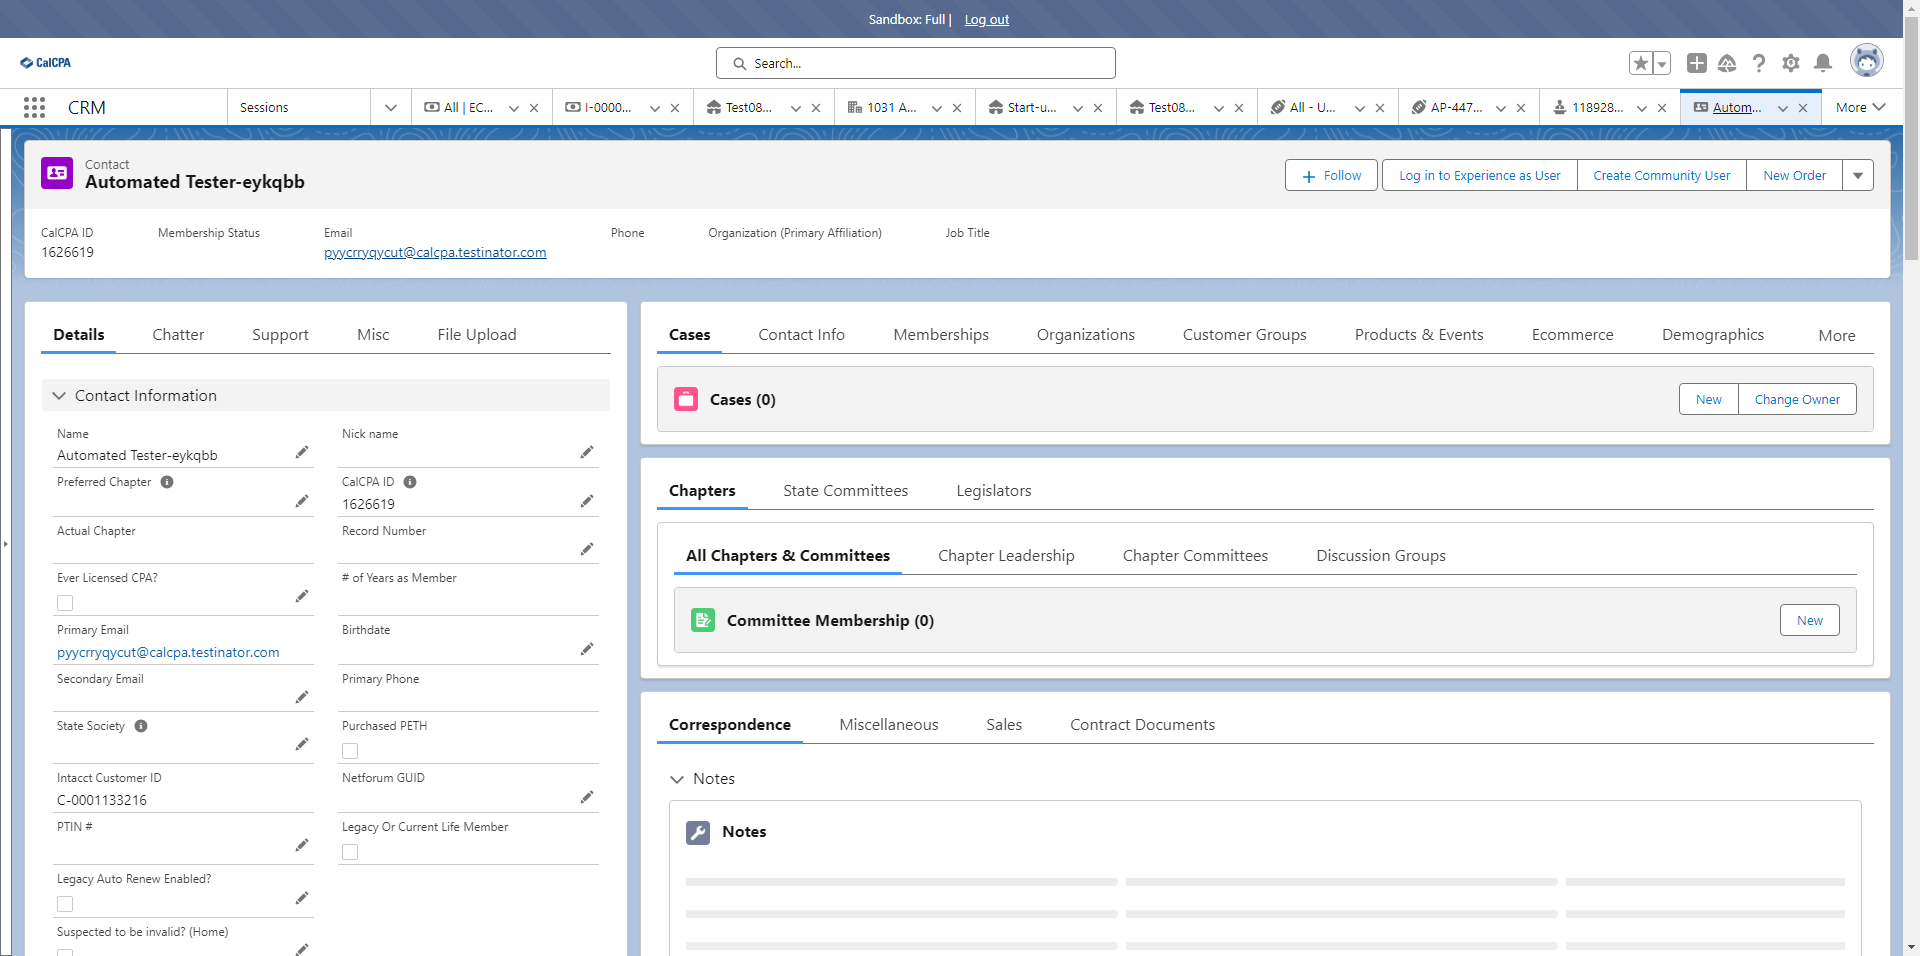 Sandbox: Full | Log out
CalCPA
Search...
CRM
Sessions
All | EC...
I-0000...
Test08...
1031 A...
Start-u...
Test08...
All - U...
AP-447...
118928...
Autom...
More
Contact
Automated Tester-eykqbb
Follow
Log in to Experience as User
Create Community User
New Order
CalCPA ID
Membership Status
Email
Phone
Organization (Primary Affiliation)
Job Title
1626619
pyycrryqycut@calcpa.testinator.com
Details
Chatter
Support
Misc
File Upload
Contact Information
Name
Automated Tester-eykqbb
Nick name
Preferred Chapter
CalCPA ID
1626619
Actual Chapter
Record Number
Ever Licensed CPA?
# of Years as Member
Primary Email
pyycrryqycut@calcpa.testinator.com
Birthdate
Secondary Email
Primary Phone
State Society
Purchased PETH
Intacct Customer ID
C-0001133216
Netforum GUID
PTIN #
Legacy Or Current Life Member
Legacy Auto Renew Enabled?
Suspected to be invalid? (Home)
Cases
Contact Info
Memberships
Organizations
Customer Groups
Products & Events
Ecommerce
Demographics
More
Cases (0)
New
Change Owner
Chapters
State Committees
Legislators
All Chapters & Committees
Chapter Leadership
Chapter Committees
Discussion Groups
Committee Membership (0)
New
Correspondence
Miscellaneous
Sales
Contract Documents
Notes
Notes